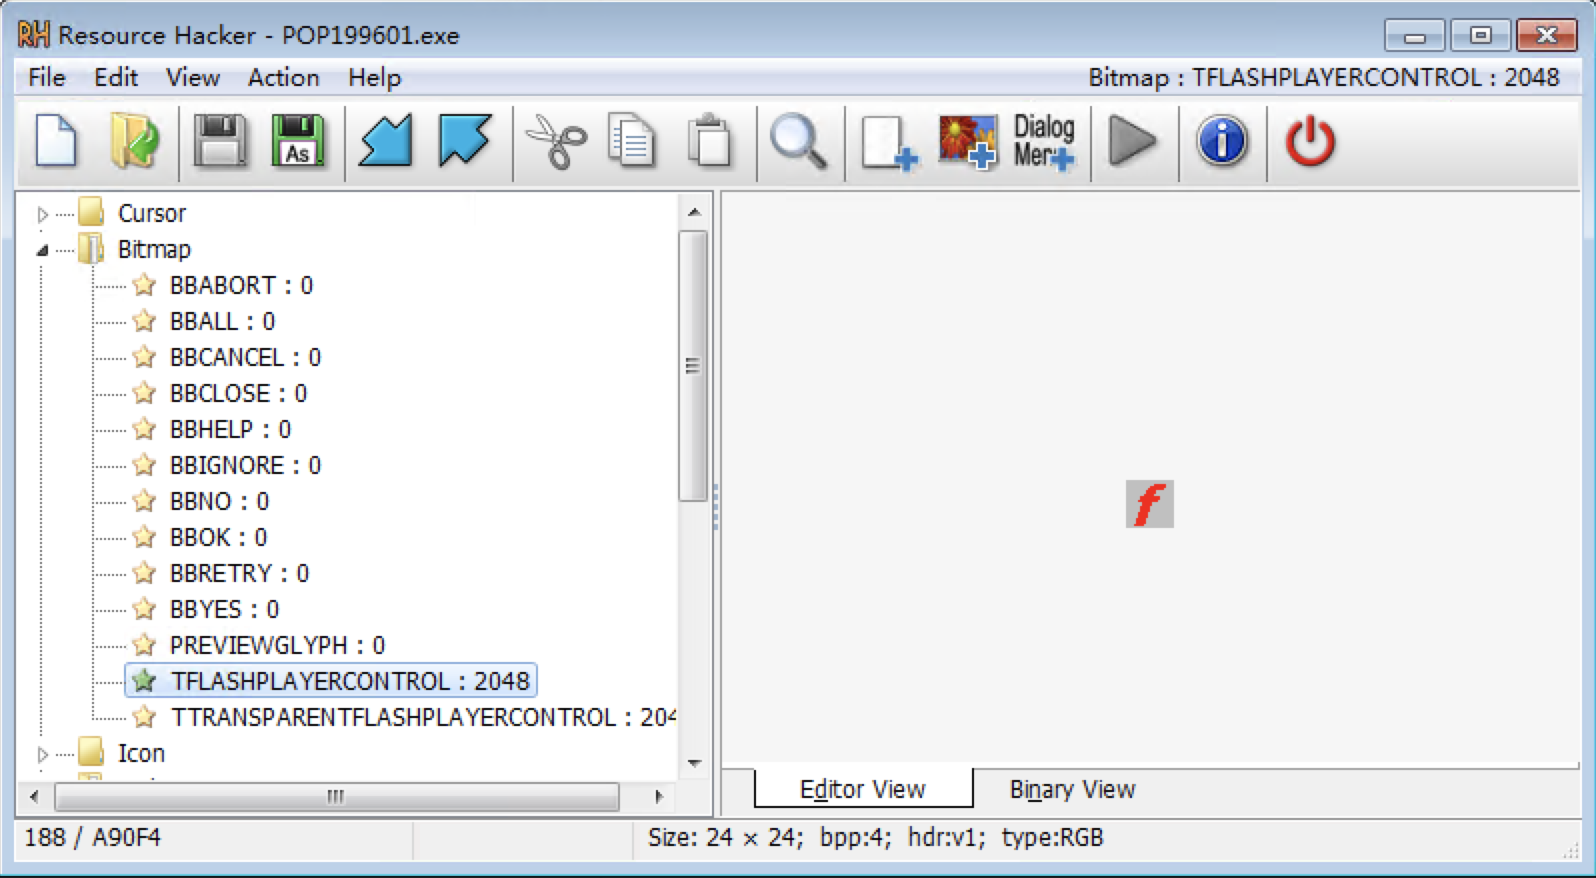 RH Resource Hacker - POP199601.exe
File Edit View Action Help Bitmap : TFLASHPLAYERCONTROL : 2048
As Dialog
Cursor
Bitmap
BBABORT : 0
BBALL : 0
BBCANCEL : 0
BBCLOSE : 0
BBHELP : 0
BBIGNORE : 0
BBNO : 0
BBOK : 0
BBRETRY : 0
BBYES : 0
PREVIEWGLYPH : 0
TFLASHPLAYERCONTROL : 2048
TTRANSPARENTFLASHPLAYERCONTROL : 204
Icon
f
Editor View Binary View
188 / A90F4 Size: 24 × 24; bpp:4; hdr:v1; type:RGB